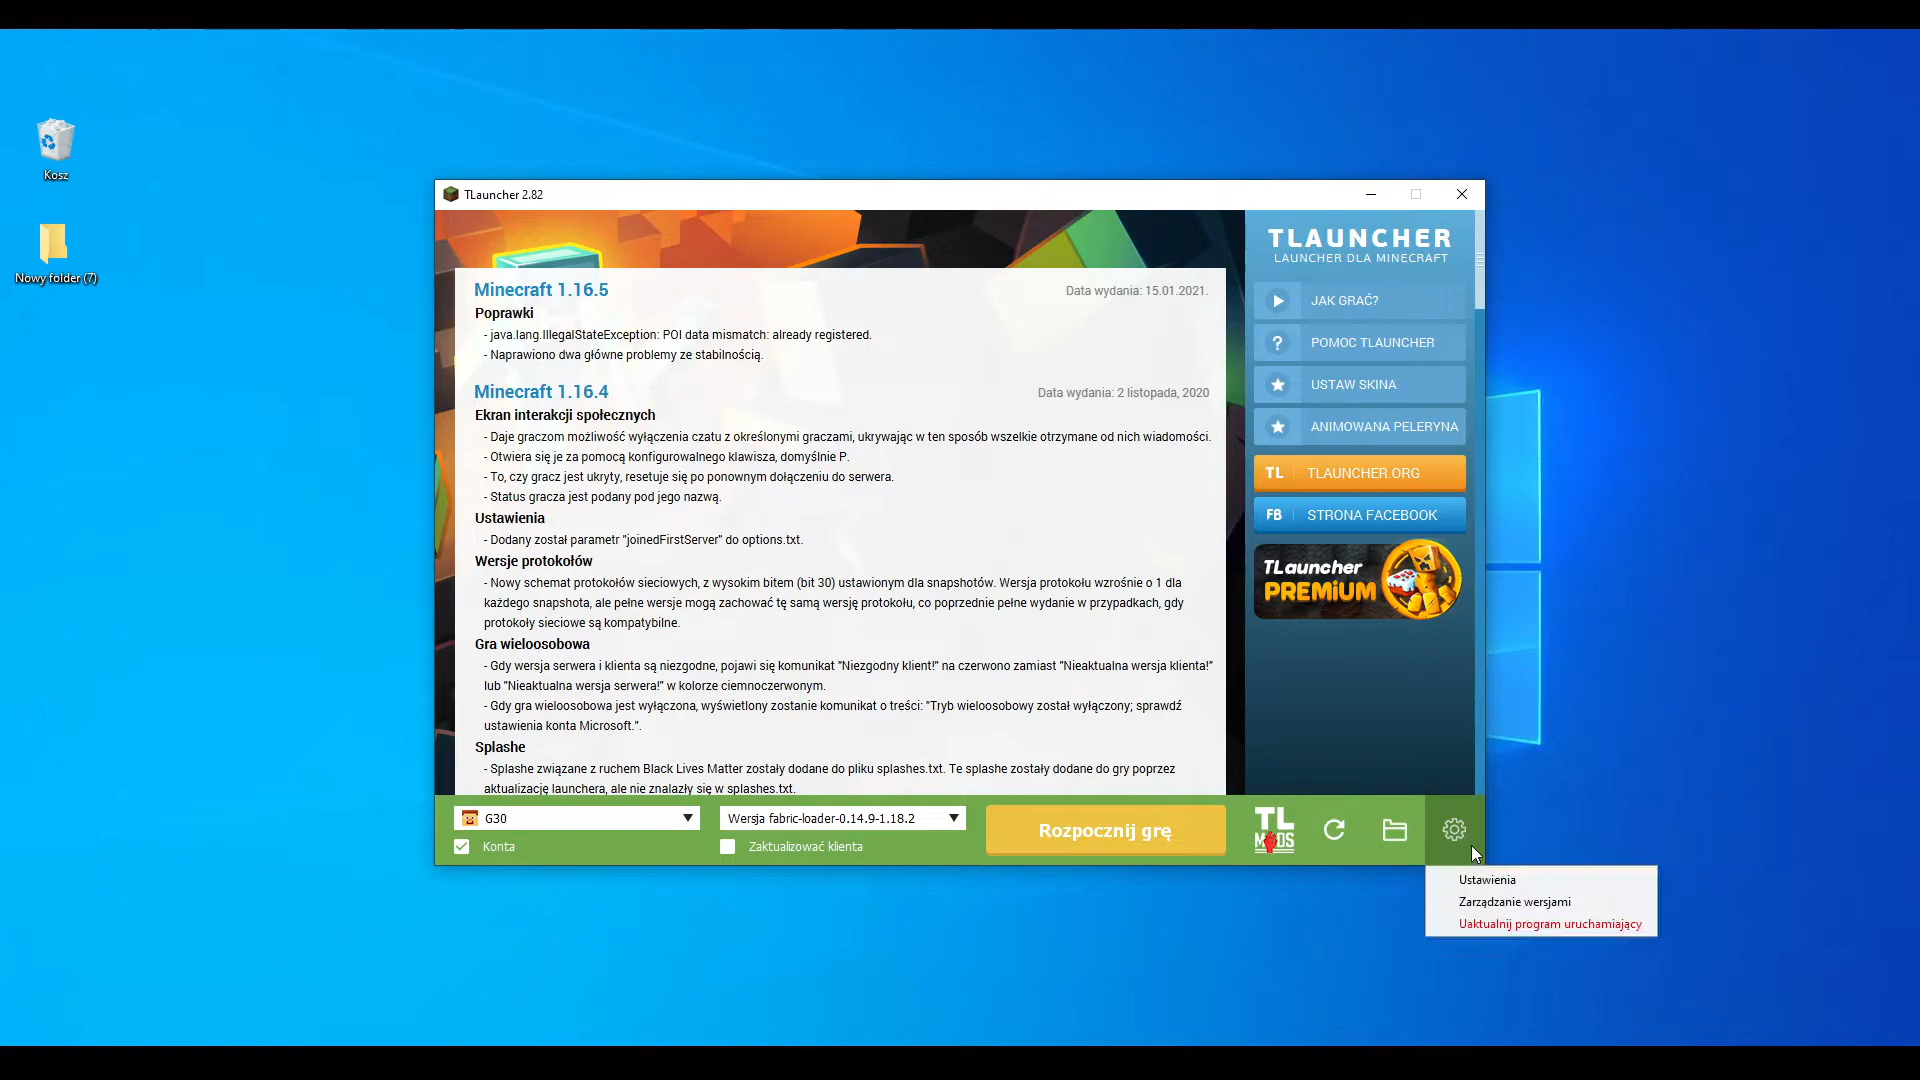 Kosz
Nowy folder (7)
TLauncher 2.82
Minecraft 1.16.5
Data wydania: 15.01.2021.
Poprawki
- java.lang.IllegalStateException: POI data mismatch: already registered.
- Naprawiono dwa główne problemy ze stabilnością.
Minecraft 1.16.4
Data wydania: 2 listopada, 2020
Ekran interakcji społecznych
- Daje graczom możliwość wyłączenia czatu z określonymi graczami, ukrywając w ten sposób wszelkie otrzymane od nich wiadomości.
- Otwiera się je za pomocą konfigurowalnego klawisza, domyślnie P.
- To, czy gracz jest ukryty, resetuje się po ponownym dołączeniu do serwera.
- Status gracza jest podany pod jego nazwą.
Ustawienia
- Dodany został parametr "joinedFirstServer" do options.txt.
Wersje protokołów
- Nowy schemat protokołów sieciowych, z wysokim bitem (bit 30) ustawionym dla snapshotów. Wersja protokołu wzrośnie o 1 dla
każdego snapshota, ale pełne wersje mogą zachować tę samą wersję protokołu, co poprzednie pełne wydanie w przypadkach, gdy
protokoły sieciowe są kompatybilne.
Gra wieloosobowa
- Gdy wersja serwera i klienta są niezgodne, pojawi się komunikat "Niezgodny klient!" na czerwono zamiast "Nieaktualna wersja klienta!"
lub "Nieaktualna wersja serwera!" w kolorze ciemnoczerwonym.
- Gdy gra wieloosobowa jest wyłączona, wyświetlony zostanie komunikat o treści: "Tryb wieloosobowy został wyłączony; sprawdź
ustawienia konta Microsoft.".
Splashe
- Splashe związane z ruchem Black Lives Matter zostały dodane do pliku splashes.txt. Te splashe zostały dodane do gry poprzez
aktualizację launchera, ale nie znalazły się w splashes.txt.
TLAUNCHER
LAUNCHER DLA MINECRAFT
JAK GRAĆ?
? POMOC TLAUNCHER
USTAW SKINA
ANIMOWANA PELERYNA
TL TLAUNCHER.ORG
FB STRONA FACEBOOK
TLauncher
PREMIUM
G30
Konta
Wersja fabric-loader-0.14.9-1.18.2
Zaktualizować klienta
Rozpocznij grę
TL
MODS
Ustawienia
Zarządzanie wersjami
Uaktualnij program uruchamiający